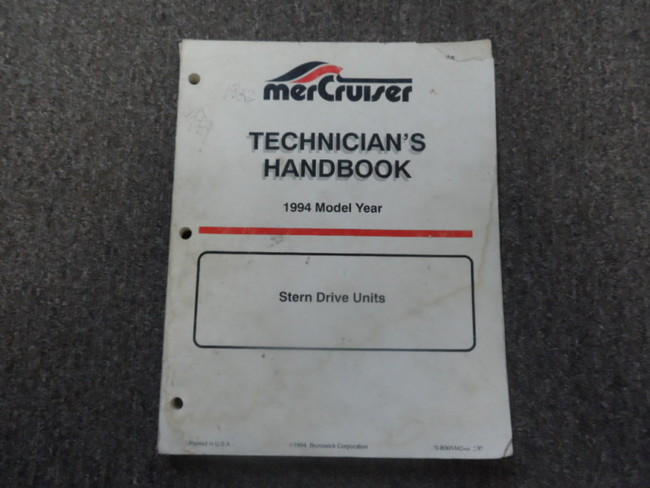 merCruiser
TECHNICIAN'S
HANDBOOK
1994 Model Year
Stern Drive Units
Printed in U.S.A.
©1994, Brunswick Corporation